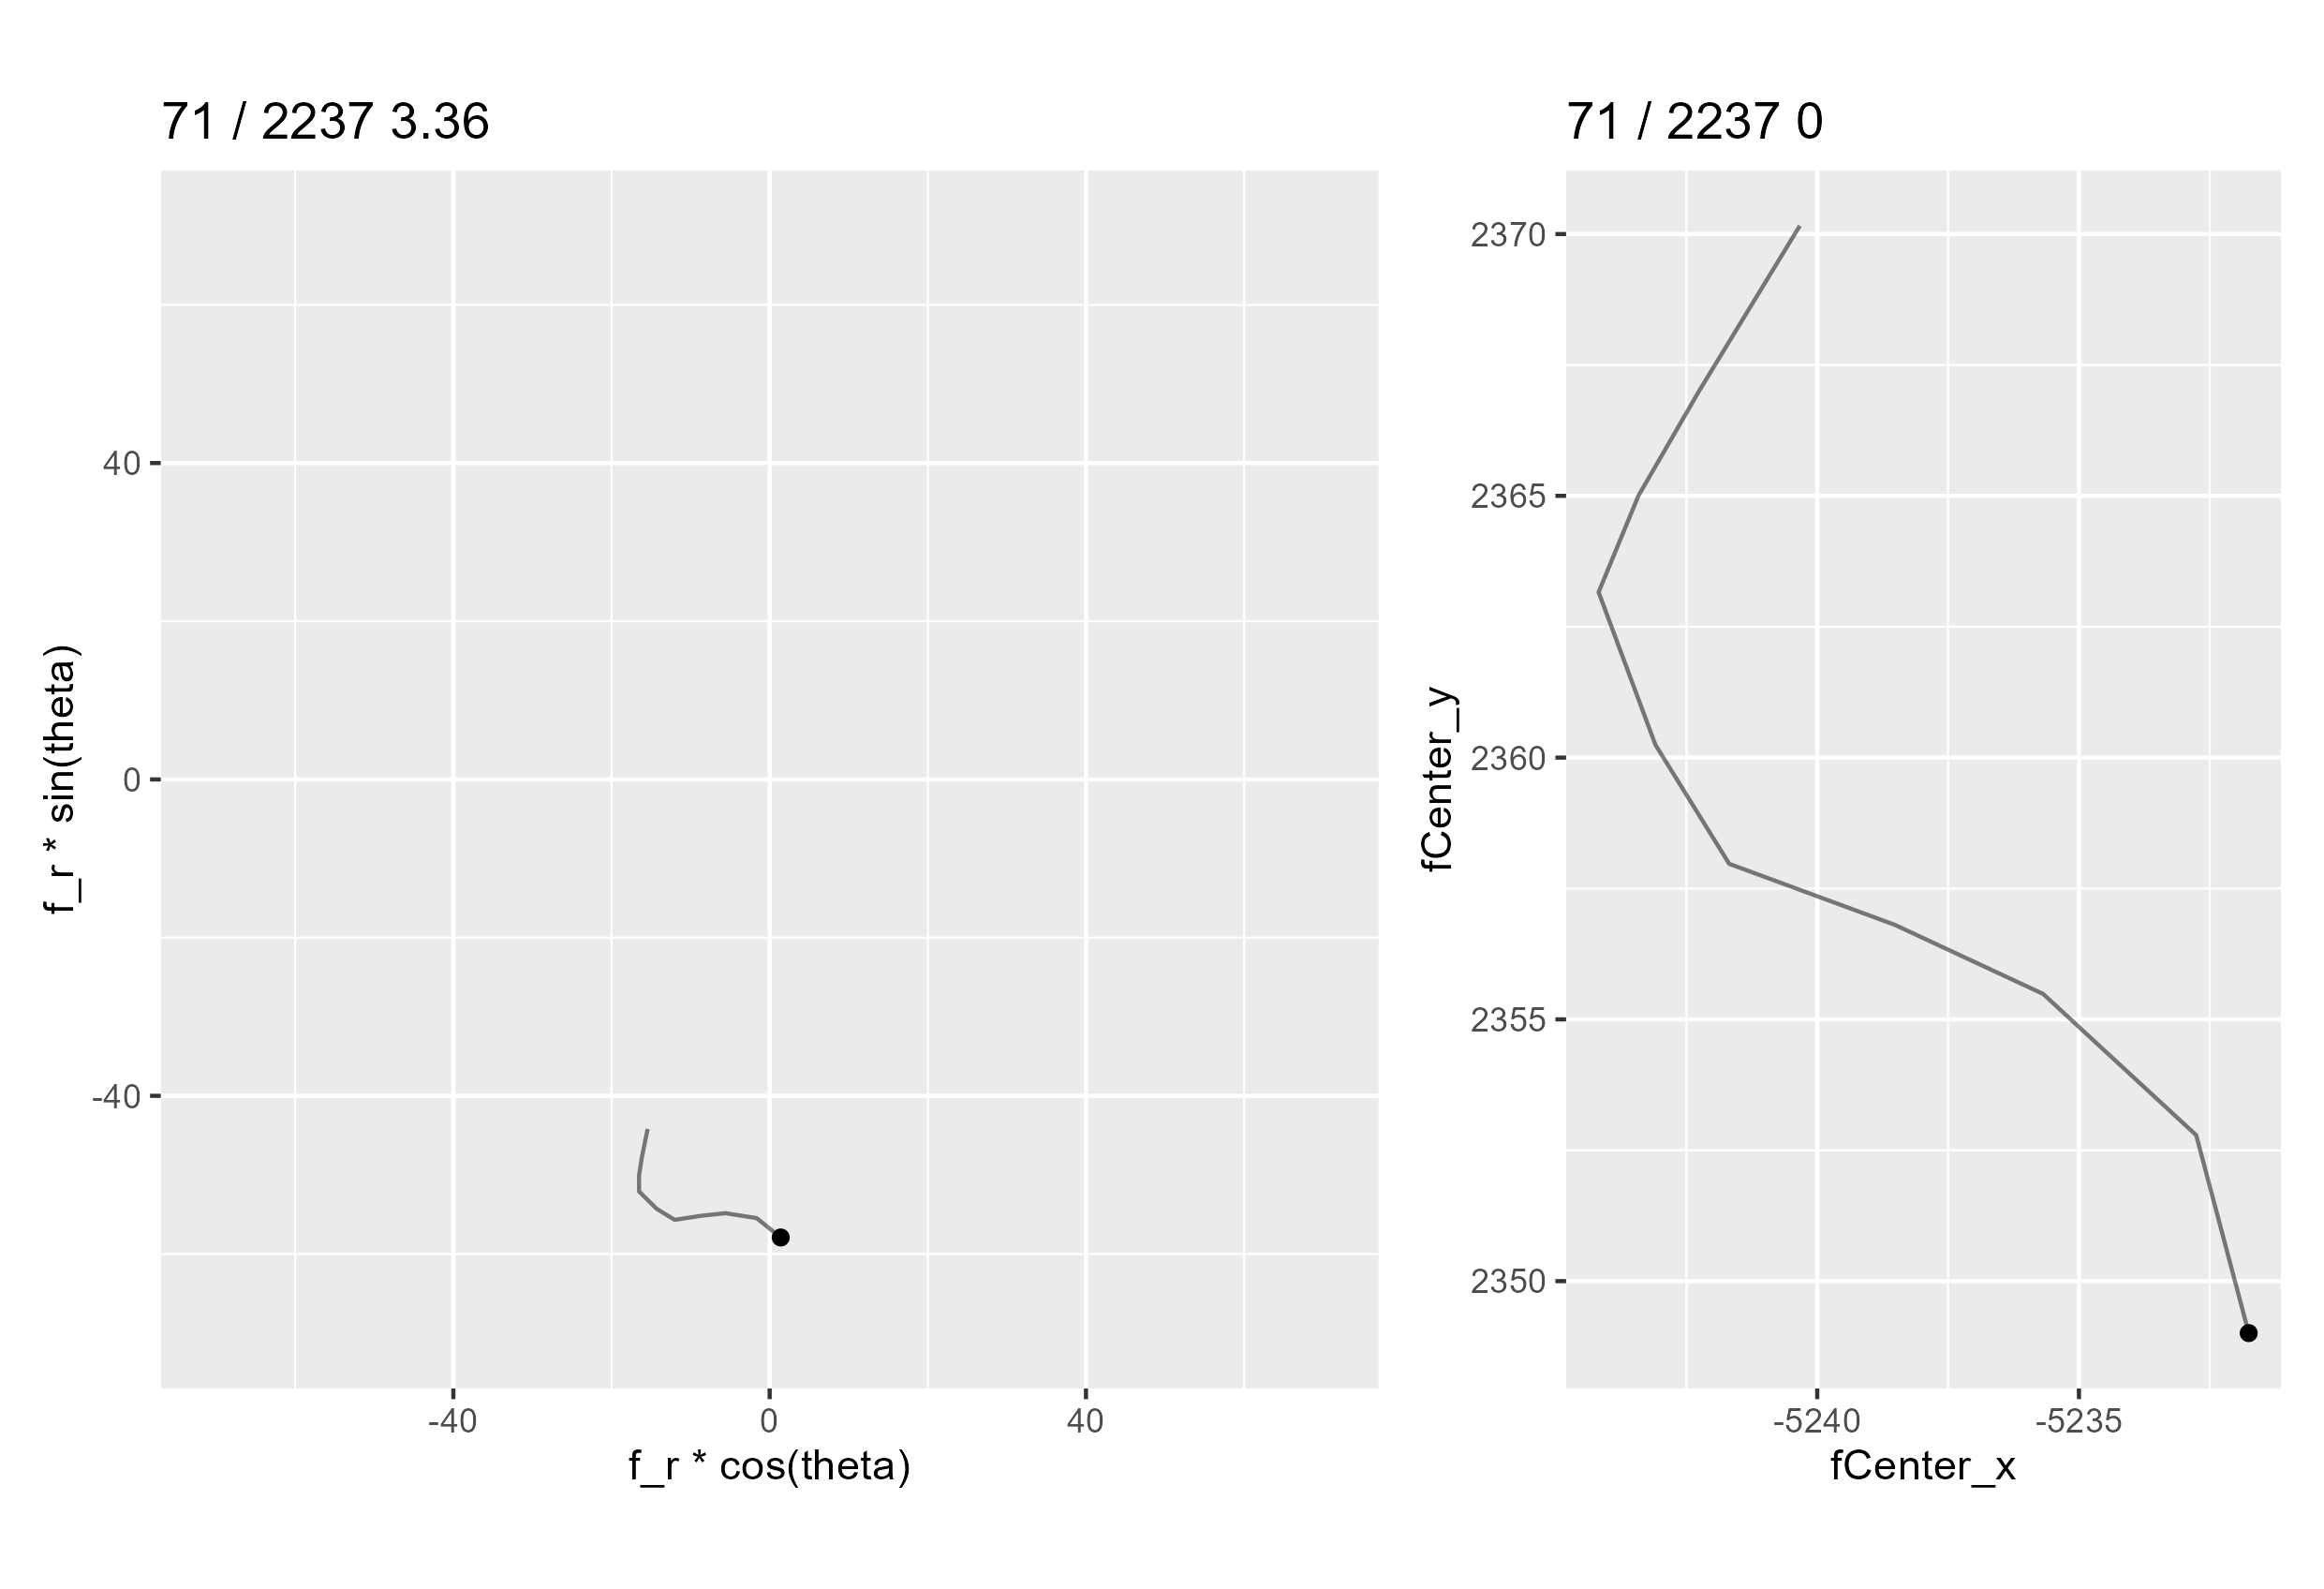 71 / 2237 3.36
40
0
-40
f_r * sin(theta)
-40 0 40
f_r * cos(theta)
71 / 2237 0
2370
2365
2360
2355
2350
fCenter_y
-5240 -5235
fCenter_x